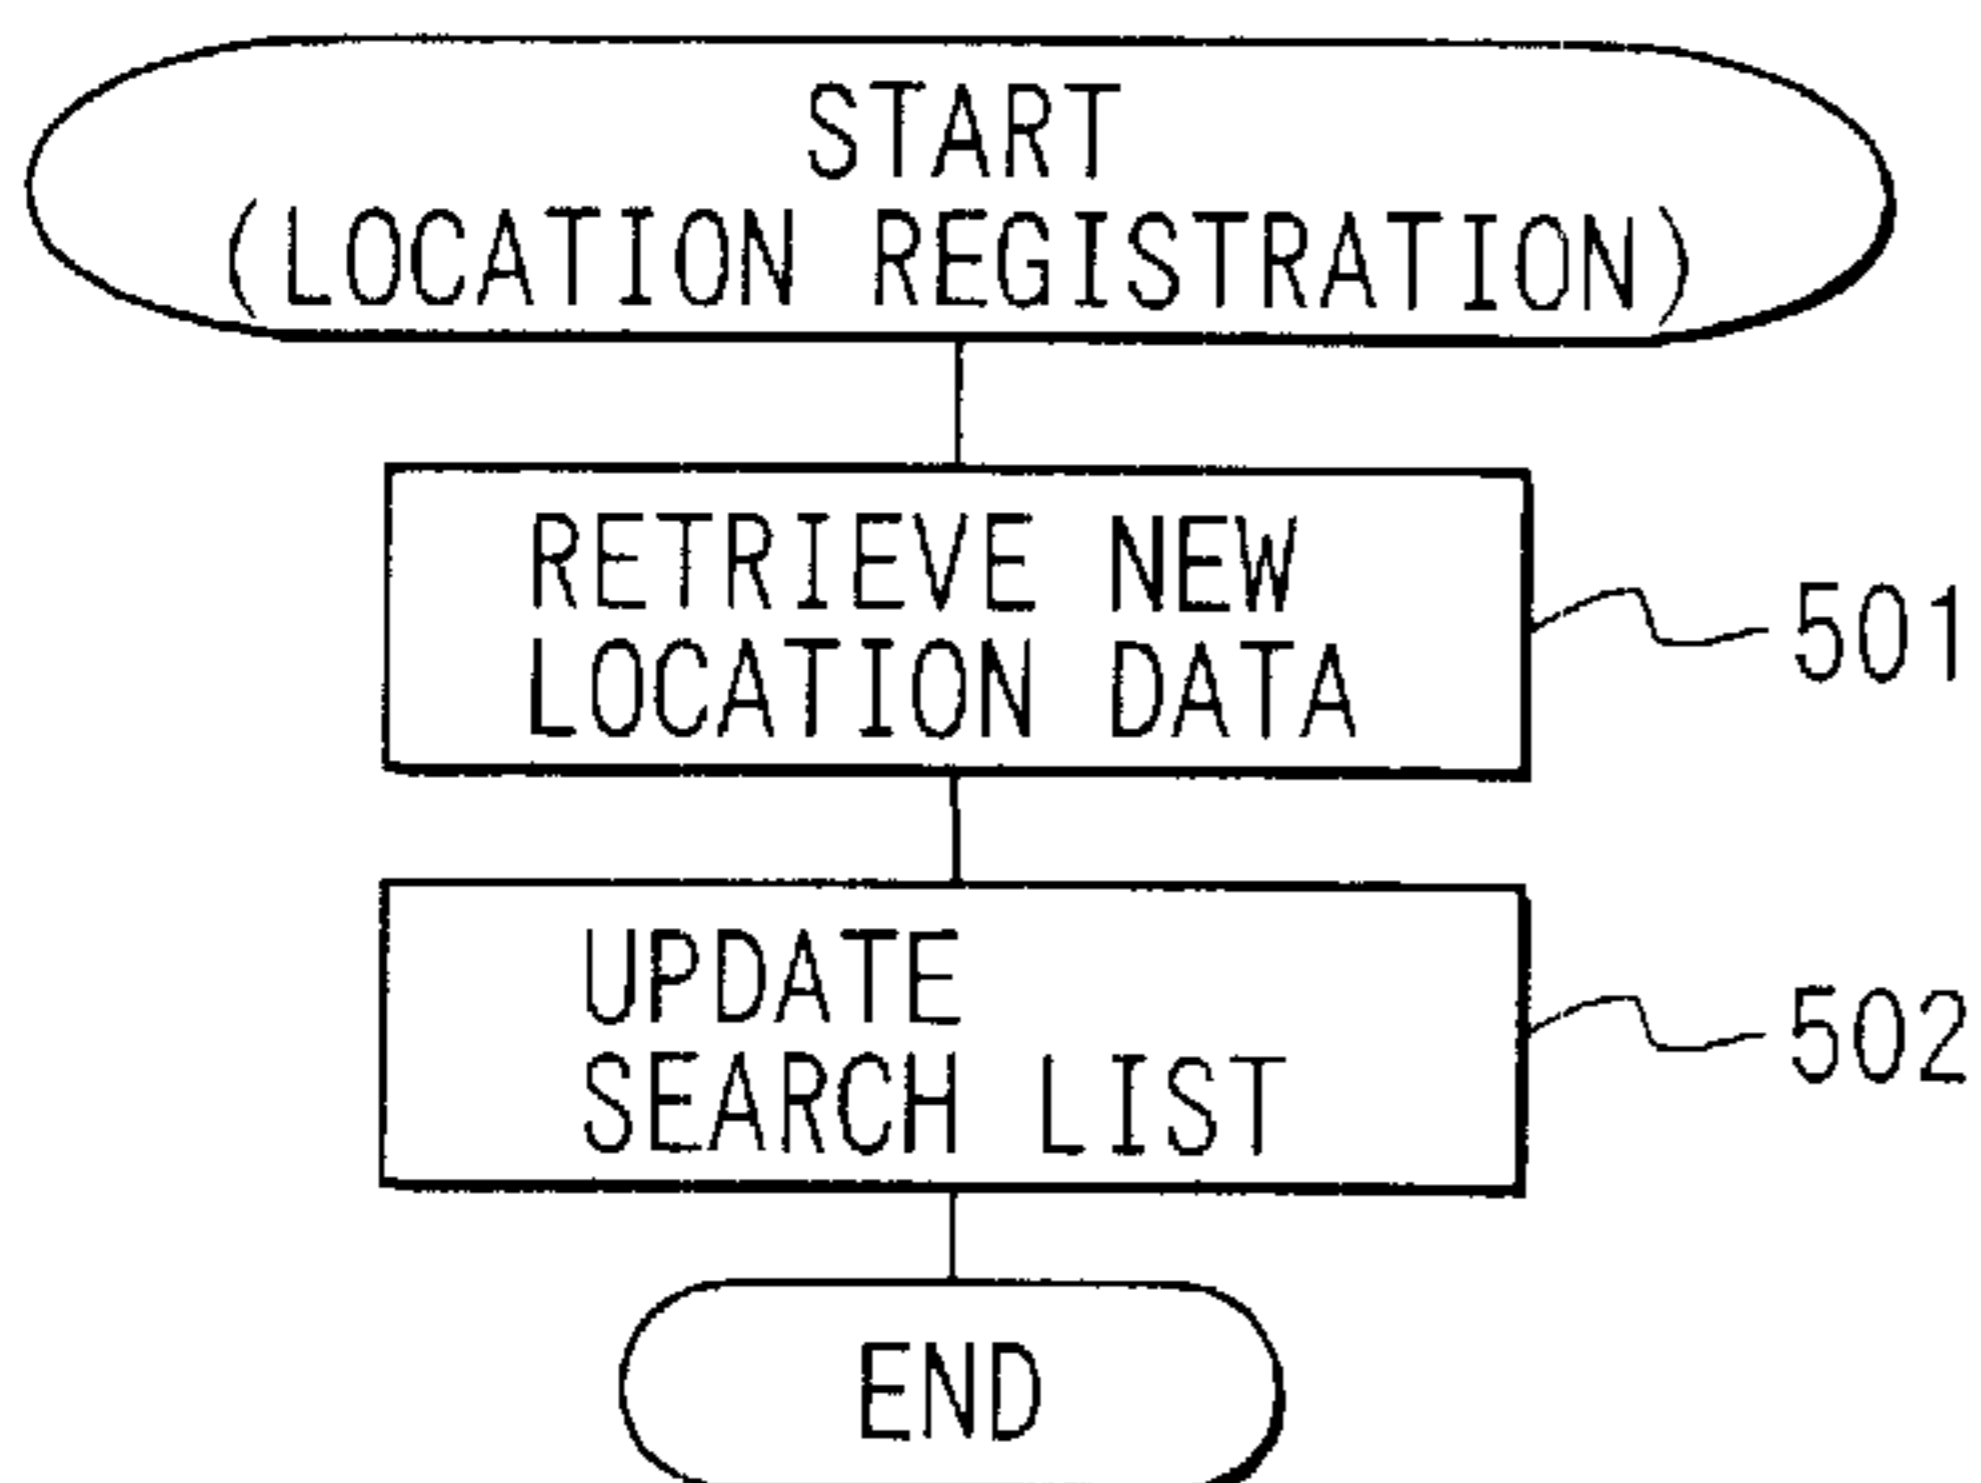 START
(LOCATION REGISTRATION)
RETRIEVE NEW
LOCATION DATA
501
UPDATE
SEARCH LIST
502
END